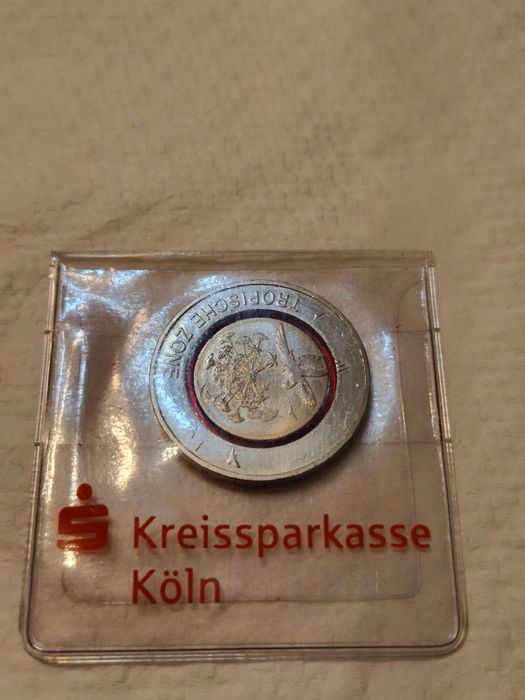 TROPISCHE ZONE
Kreissparkasse
Köln